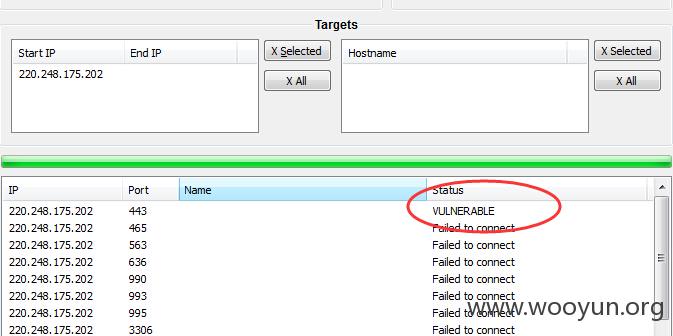 Targets
Start IP End IP
X Selected
Hostname
X Selected
220.248.175.202
X All
X All
IP Port Name Status
220.248.175.202 443 VULNERABLE
220.248.175.202 465 Failed to connect
220.248.175.202 563 Failed to connect
220.248.175.202 636 Failed to connect
220.248.175.202 990 Failed to connect
220.248.175.202 993 Failed to connect
220.248.175.202 995 Failed to connect
220.248.175.202 3306 Failed to connect
www.wooyun.org